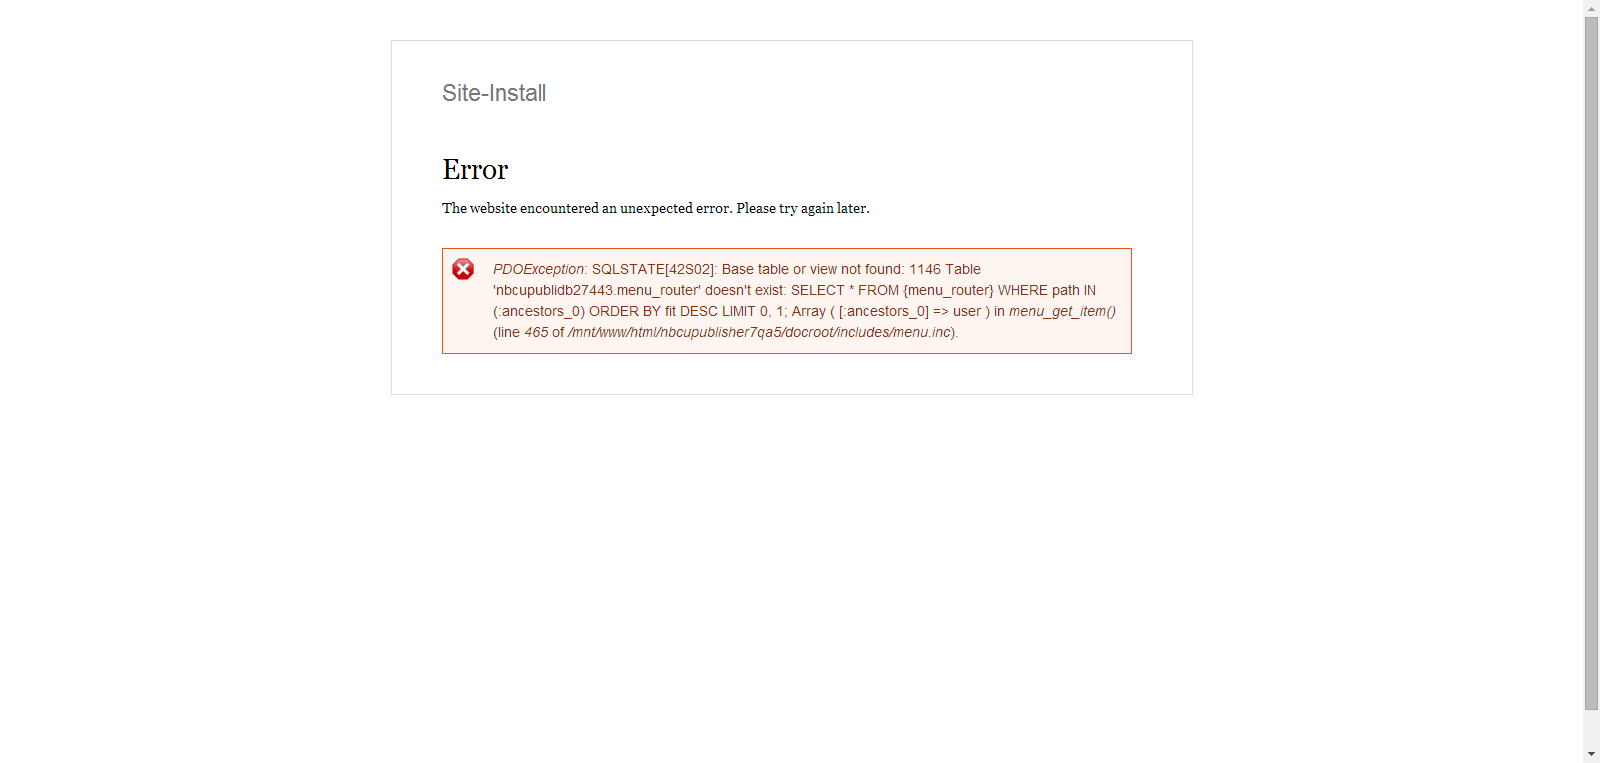 Site-Install
Error
The website encountered an unexpected error. Please try again later.
PDOException: SQLSTATE[42S02]: Base table or view not found: 1146 Table
'nbcupublidb27443.menu_router' doesn't exist: SELECT * FROM {menu_router} WHERE path IN
(:ancestors_0) ORDER BY fit DESC LIMIT 0, 1; Array ( [:ancestors_0] => user ) in menu_get_item()
(line 465 of /mnt/www/html/nbcupublisher7qa5/docroot/includes/menu.inc).